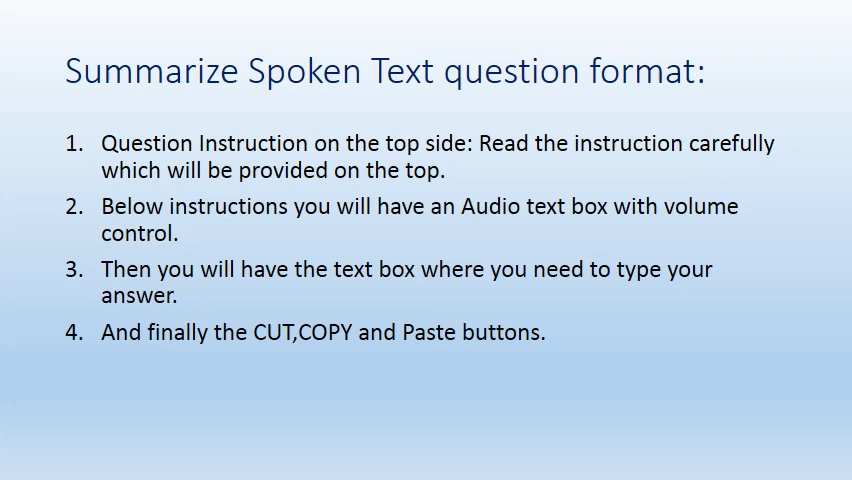 Summarize Spoken Text question format:
1. Question Instruction on the top side: Read the instruction carefully
which will be provided on the top.
2. Below instructions you will have an Audio text box with volume
control.
3. Then you will have the text box where you need to type your
answer.
4. And finally the CUT,COPY and Paste buttons.